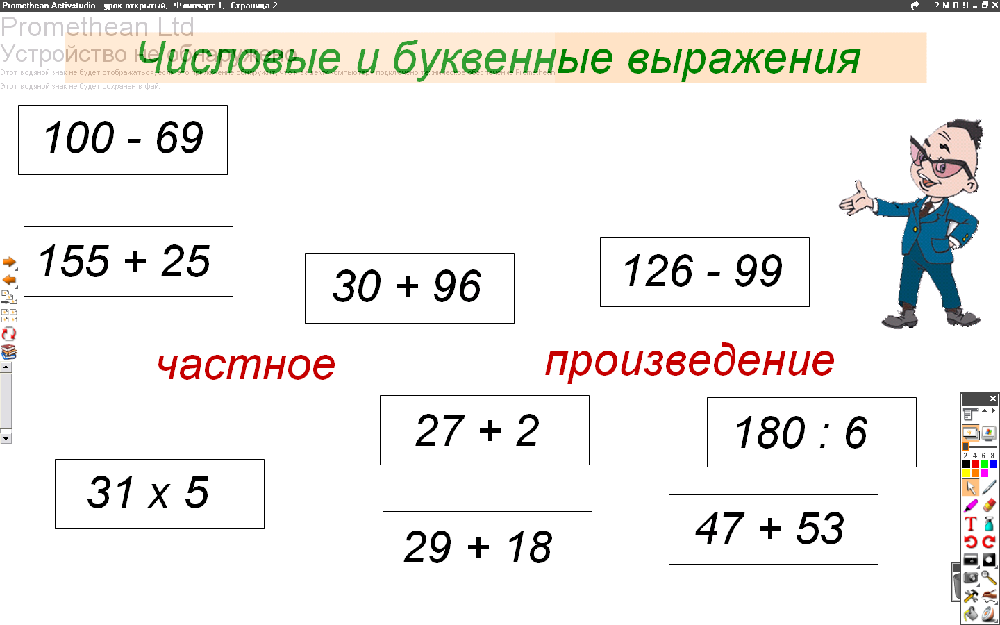 Promethean Activstudio урок открытый, Флипчарт 1, Страница 2
? М П У
Promethean Ltd
Устройство не обнаружено
Этот водяной знак не будет отображаться, если это приложение обнаружит, что к вашему компьютеру подключено техническое обеспечение Promethean
Этот водяной знак не будет сохранен в файл
Числовые и буквенные выражения
100 - 69
155 + 25
30 + 96
126 - 99
частное
произведение
27 + 2
180 : 6
31 х 5
29 + 18
47 + 53
2 4 6 8
T